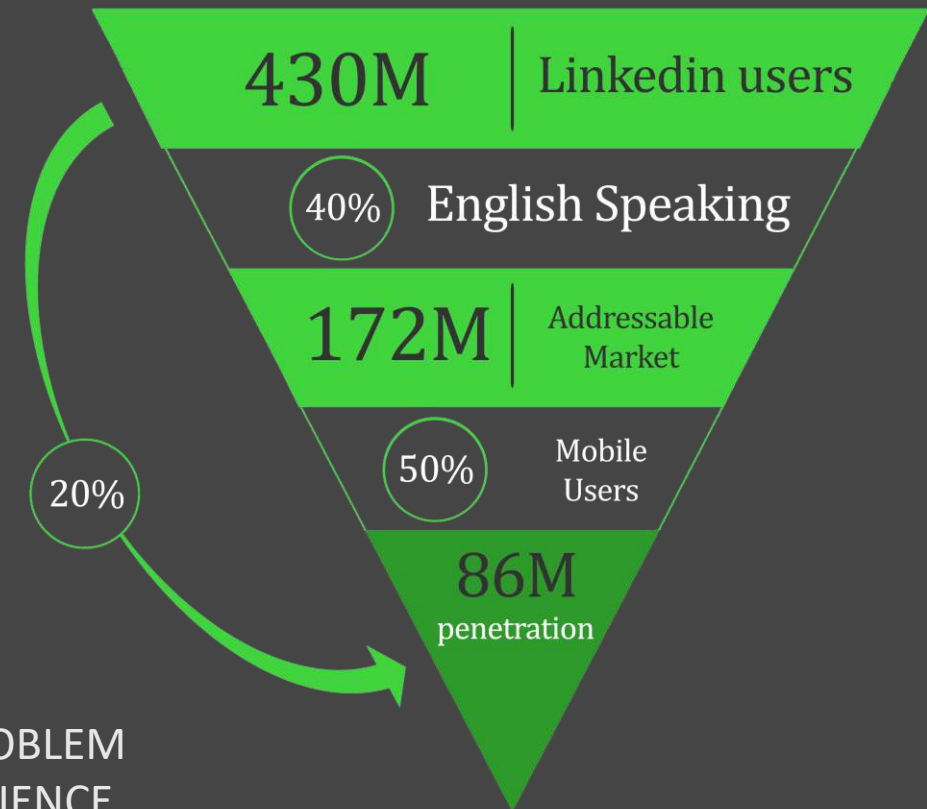 430M
Linkedin users
40%
English Speaking
172M
Addressable
Market
50%
Mobile
Users
20%
86M
penetration